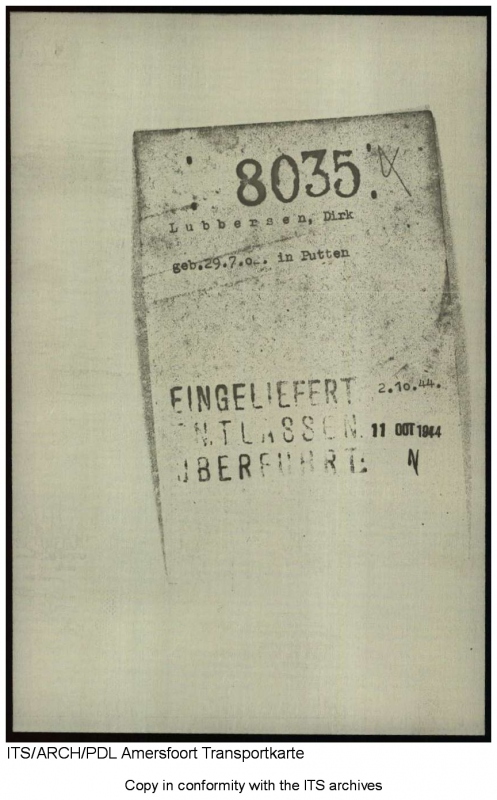 8035.
Lubbersen, Dirk
in Putten
EINGELIEFERT 2.10.44.
ENTLASSEN. 11 OCT 1944
ÜBERFÜHRT: N
ITS/ARCH/PDL Amersfoort Transportkarte
Copy in conformity with the ITS archives